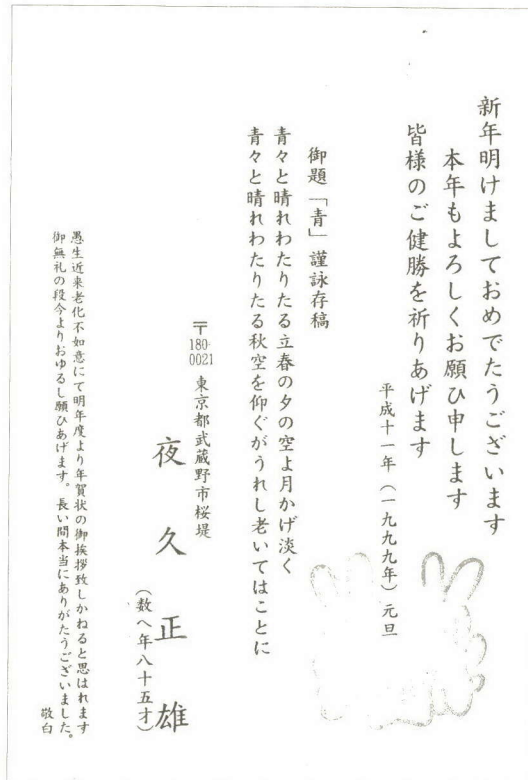 新年明けましておめでたうございます
本年もよろしくお願ひ申します
皆様のご健勝を祈りあげます
平成十一年（一九九九年）元旦
御題「青」謹詠存稿
青々と晴れわたりたる立春の夕の空よ月かげ淡く
青々と晴れわたりたる秋空を仰ぐがうれし老いてはことに
〒180-0021 東京都武蔵野市桜堤
夜久正雄
（数へ年八十五才）
愚生近来老化不如意にて明年度より年賀状の御挨拶致しかねると思はれます
御無礼の段今よりおゆるし願ひあげます。長い間本当にありがたうございました。
敬白